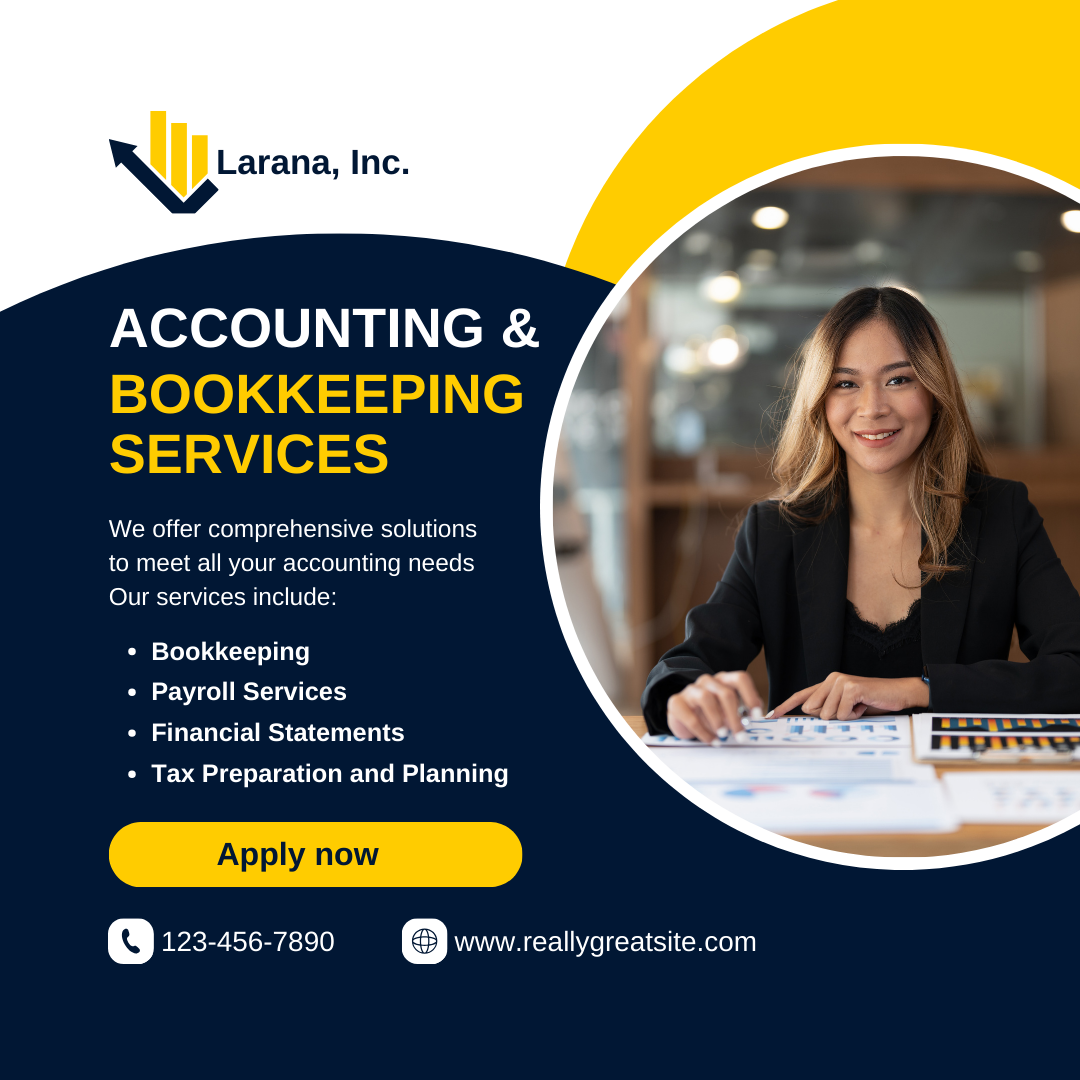 Larana, Inc.
ACCOUNTING &
BOOKKEEPING
SERVICES
We offer comprehensive solutions
to meet all your accounting needs
Our services include:
• Bookkeeping
• Payroll Services
• Financial Statements
• Tax Preparation and Planning
Apply now
123-456-7890
www.reallygreatsite.com